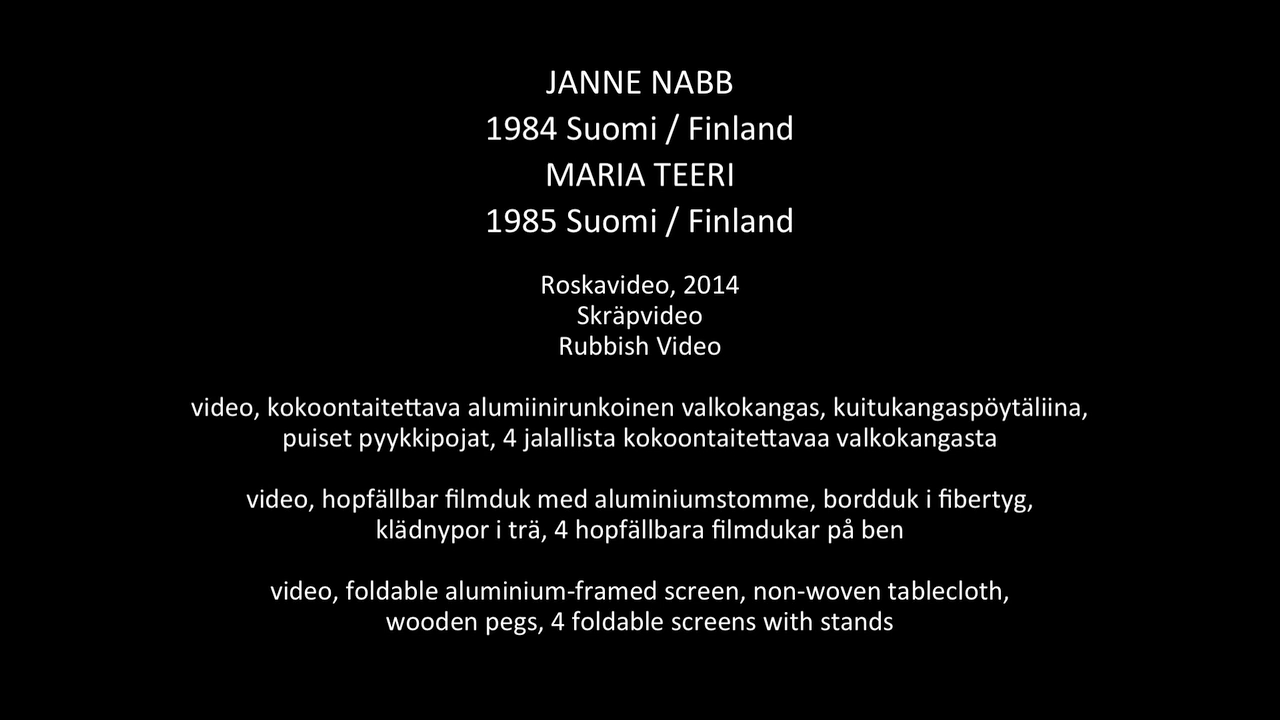 JANNE NABB
1984 Suomi / Finland
MARIA TEERI
1985 Suomi / Finland
Roskavideo, 2014
Skräpvideo
Rubbish Video
video, kokoontaitettava alumiinirunkoinen valkokangas, kuitukangaspöytäliina,
puiset pyykkipojat, 4 jalallista kokoontaitettavaa valkokangasta
video, hopfällbar filmduk med aluminiumstomme, bordduk i fibertyg,
klädnypor i trä, 4 hopfällbara filmdukar på ben
video, foldable aluminium-framed screen, non-woven tablecloth,
wooden pegs, 4 foldable screens with stands